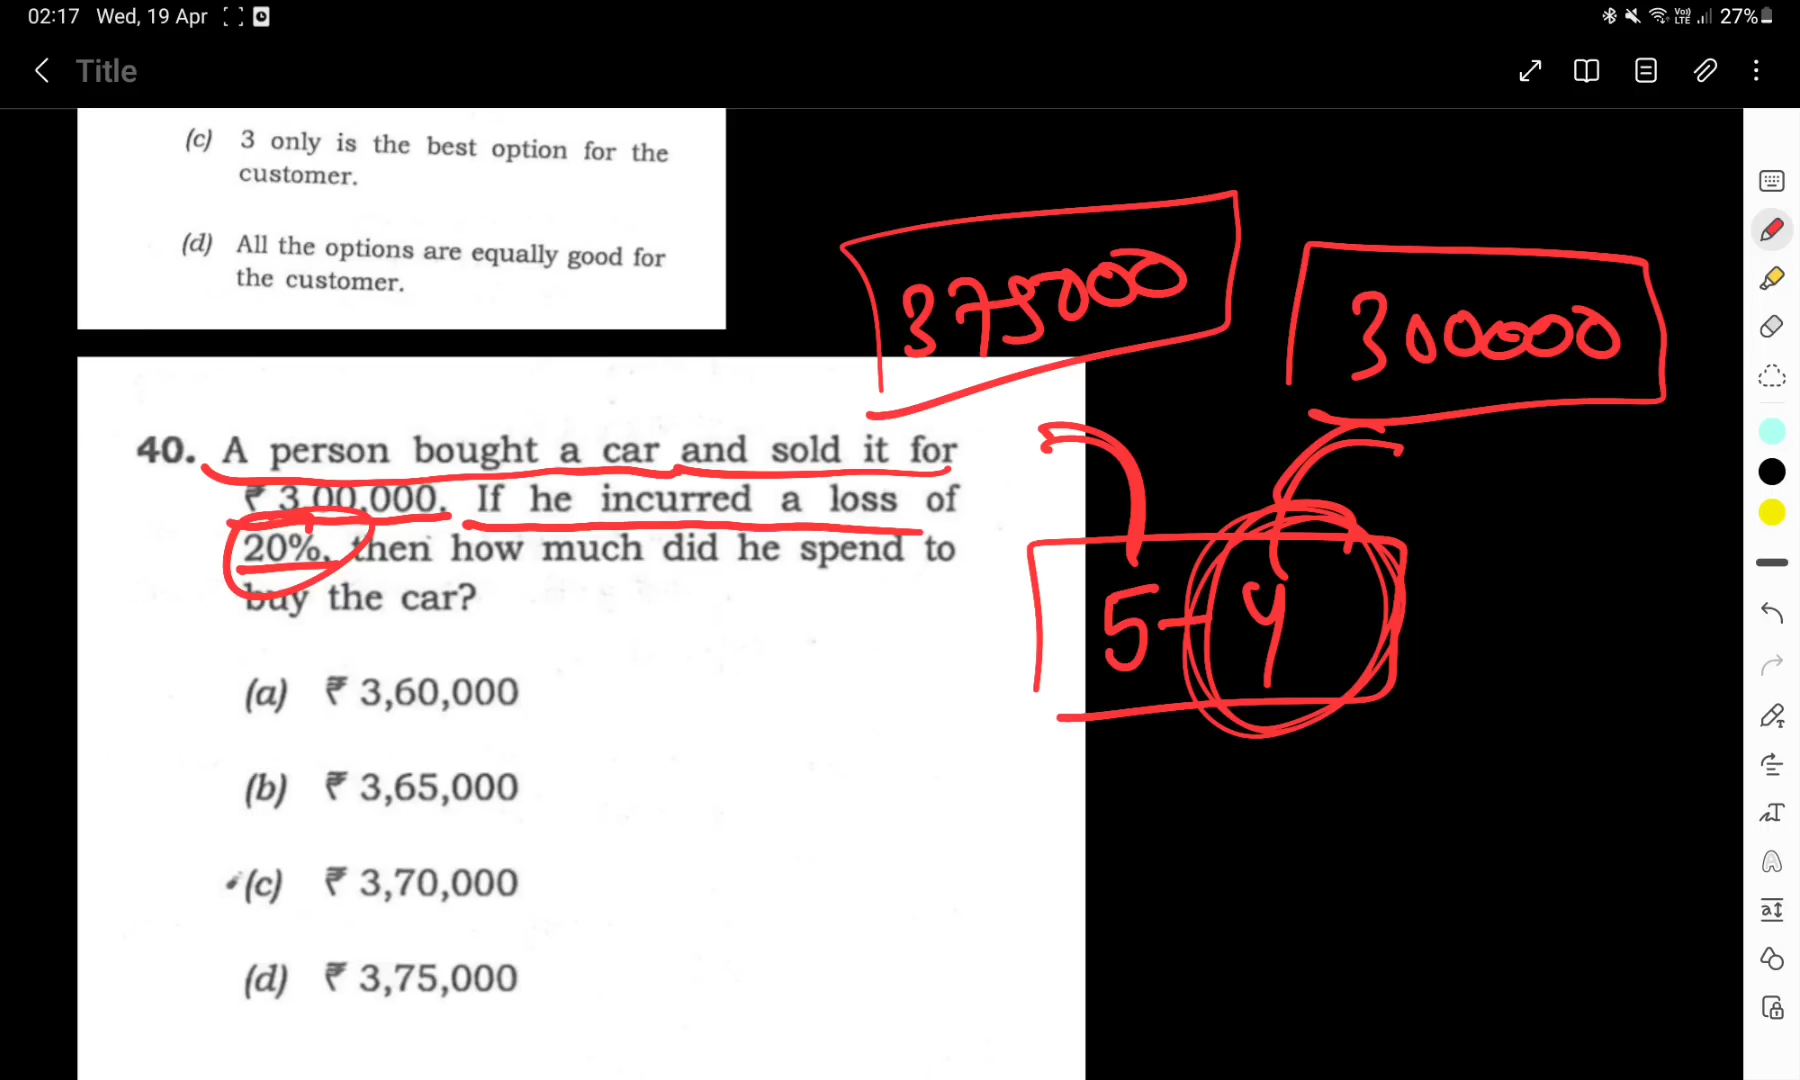 02:17 Wed, 19 Apr
27%
Title
(c) 3 only is the best option for the
customer.
(d) All the options are equally good for
the customer.
375000
300000
40. A person bought a car and sold it for
₹ 3,00,000. If he incurred a loss of
20%, then how much did he spend to
buy the car?
5-4
(a) ₹ 3,60,000
(b) ₹ 3,65,000
(c) ₹ 3,70,000
(d) ₹ 3,75,000